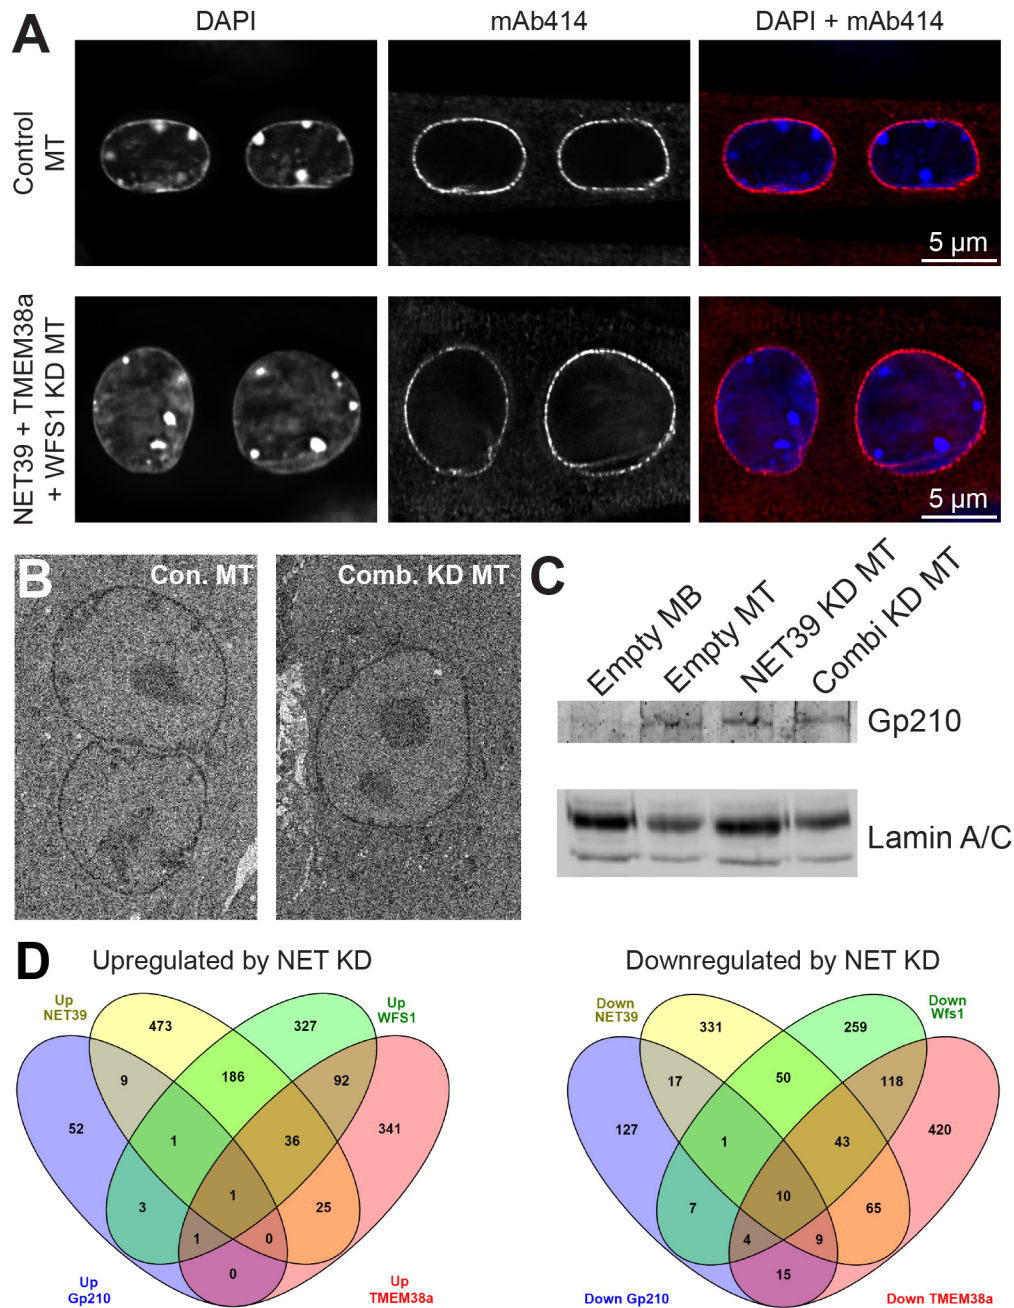 A
DAPI
mAb414
DAPI + mAb414
Control
MT
5 µm
NET39 + TMEM38a
+ WFS1 KD MT
5 µm
B
Con. MT
Comb. KD MT
C
Empty MB
Empty MT
NET39 KD MT
Combi KD MT
Gp210
Lamin A/C
D
Upregulated by NET KD
Up
NET39
Up
WFS1
473
327
9
186
92
52
1
36
341
3
1
25
1
0
0
Up
Gp210
Up
TMEM38a
Downregulated by NET KD
Down
NET39
Down
Wfs1
331
259
17
50
118
127
1
43
420
7
10
65
4
9
15
Down Gp210
Down TMEM38a